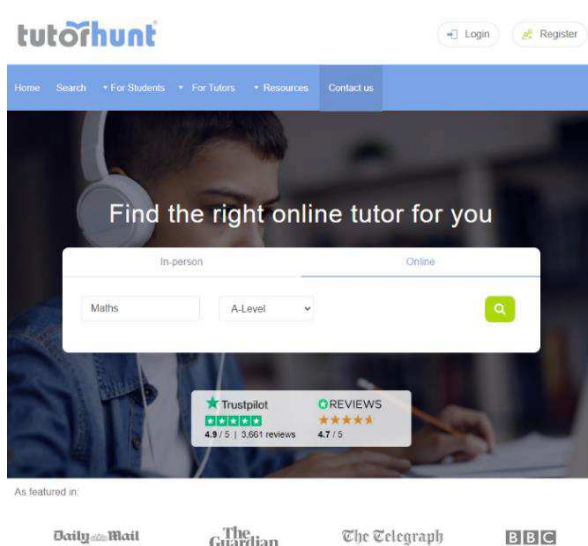 tutorhunt
Login
Register
Home Search For Students For Tutors Resources Contact us
Find the right online tutor for you
In-person Online
Maths A-Level
Trustpilot
4.9 / 5 | 3,661 reviews
REVIEWS
4.7 / 5
As featured in:
Daily Mail
The
Guardian
The Telegraph
BBC